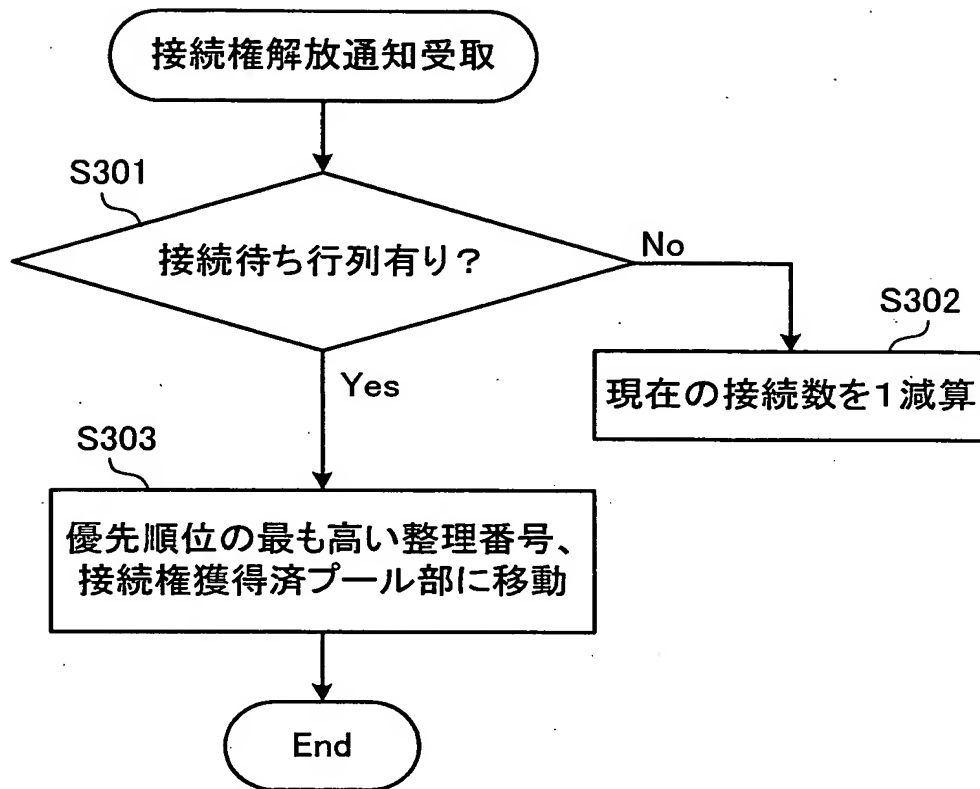 接続権解放通知受取
S301
接続待ち行列有り？
No
S302
現在の接続数を１減算
Yes
S303
優先順位の最も高い整理番号、
接続権獲得済プール部に移動
End